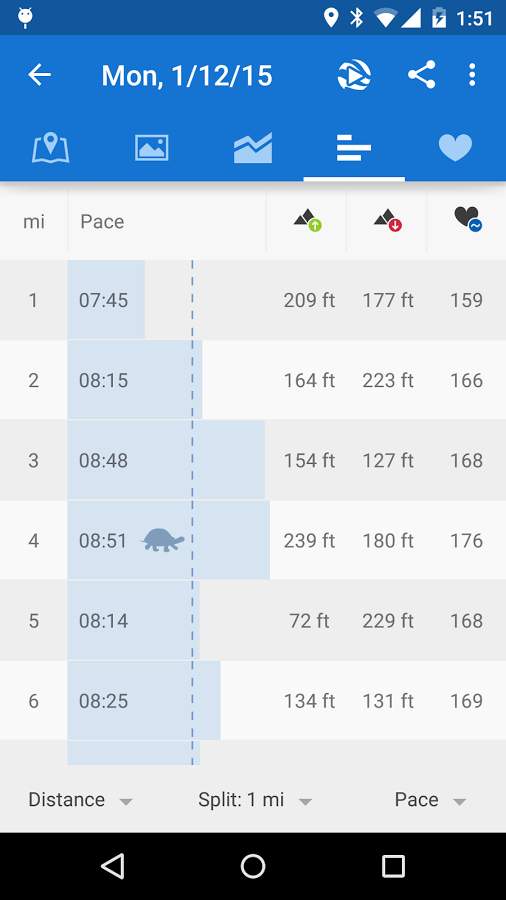 1:51
Mon, 1/12/15
mi Pace
1 07:45 209 ft 177 ft 159
2 08:15 164 ft 223 ft 166
3 08:48 154 ft 127 ft 168
4 08:51 239 ft 180 ft 176
5 08:14 72 ft 229 ft 168
6 08:25 134 ft 131 ft 169
Distance Split: 1 mi Pace